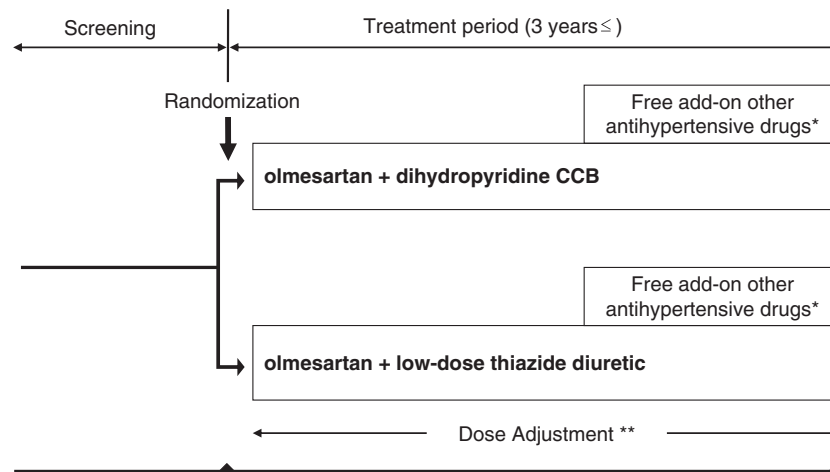 Screening
Treatment period (3 years≤ )
Randomization
Free add-on other
antihypertensive drugs*
olmesartan + dihydropyridine CCB
Free add-on other
antihypertensive drugs*
olmesartan + low-dose thiazide diuretic
Dose Adjustment **